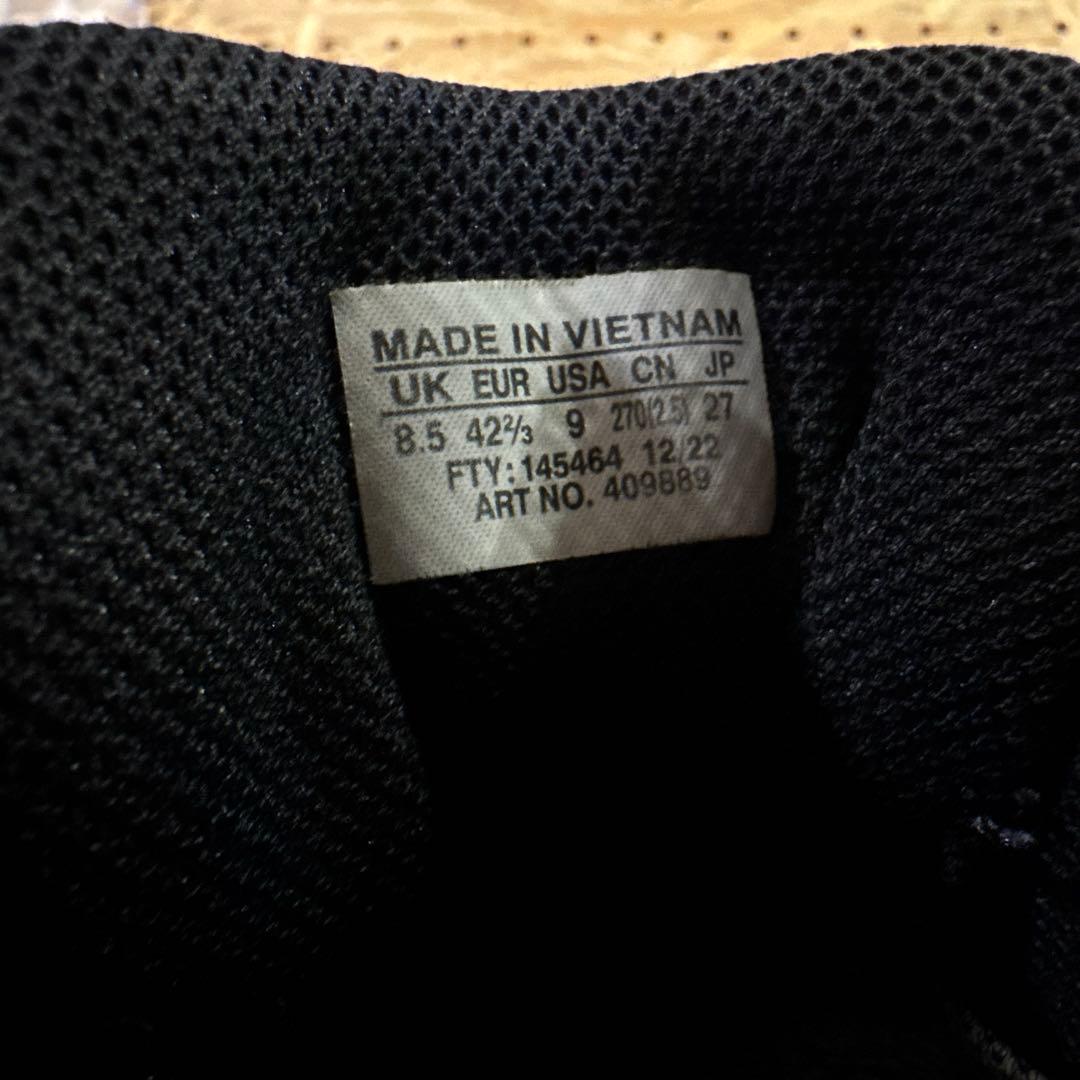 MADE IN VIETNAM
UK EUR USA CN JP
8.5 42⅔ 9 270(2.5) 27
FTY: 145464 12/22
ART NO. 409889